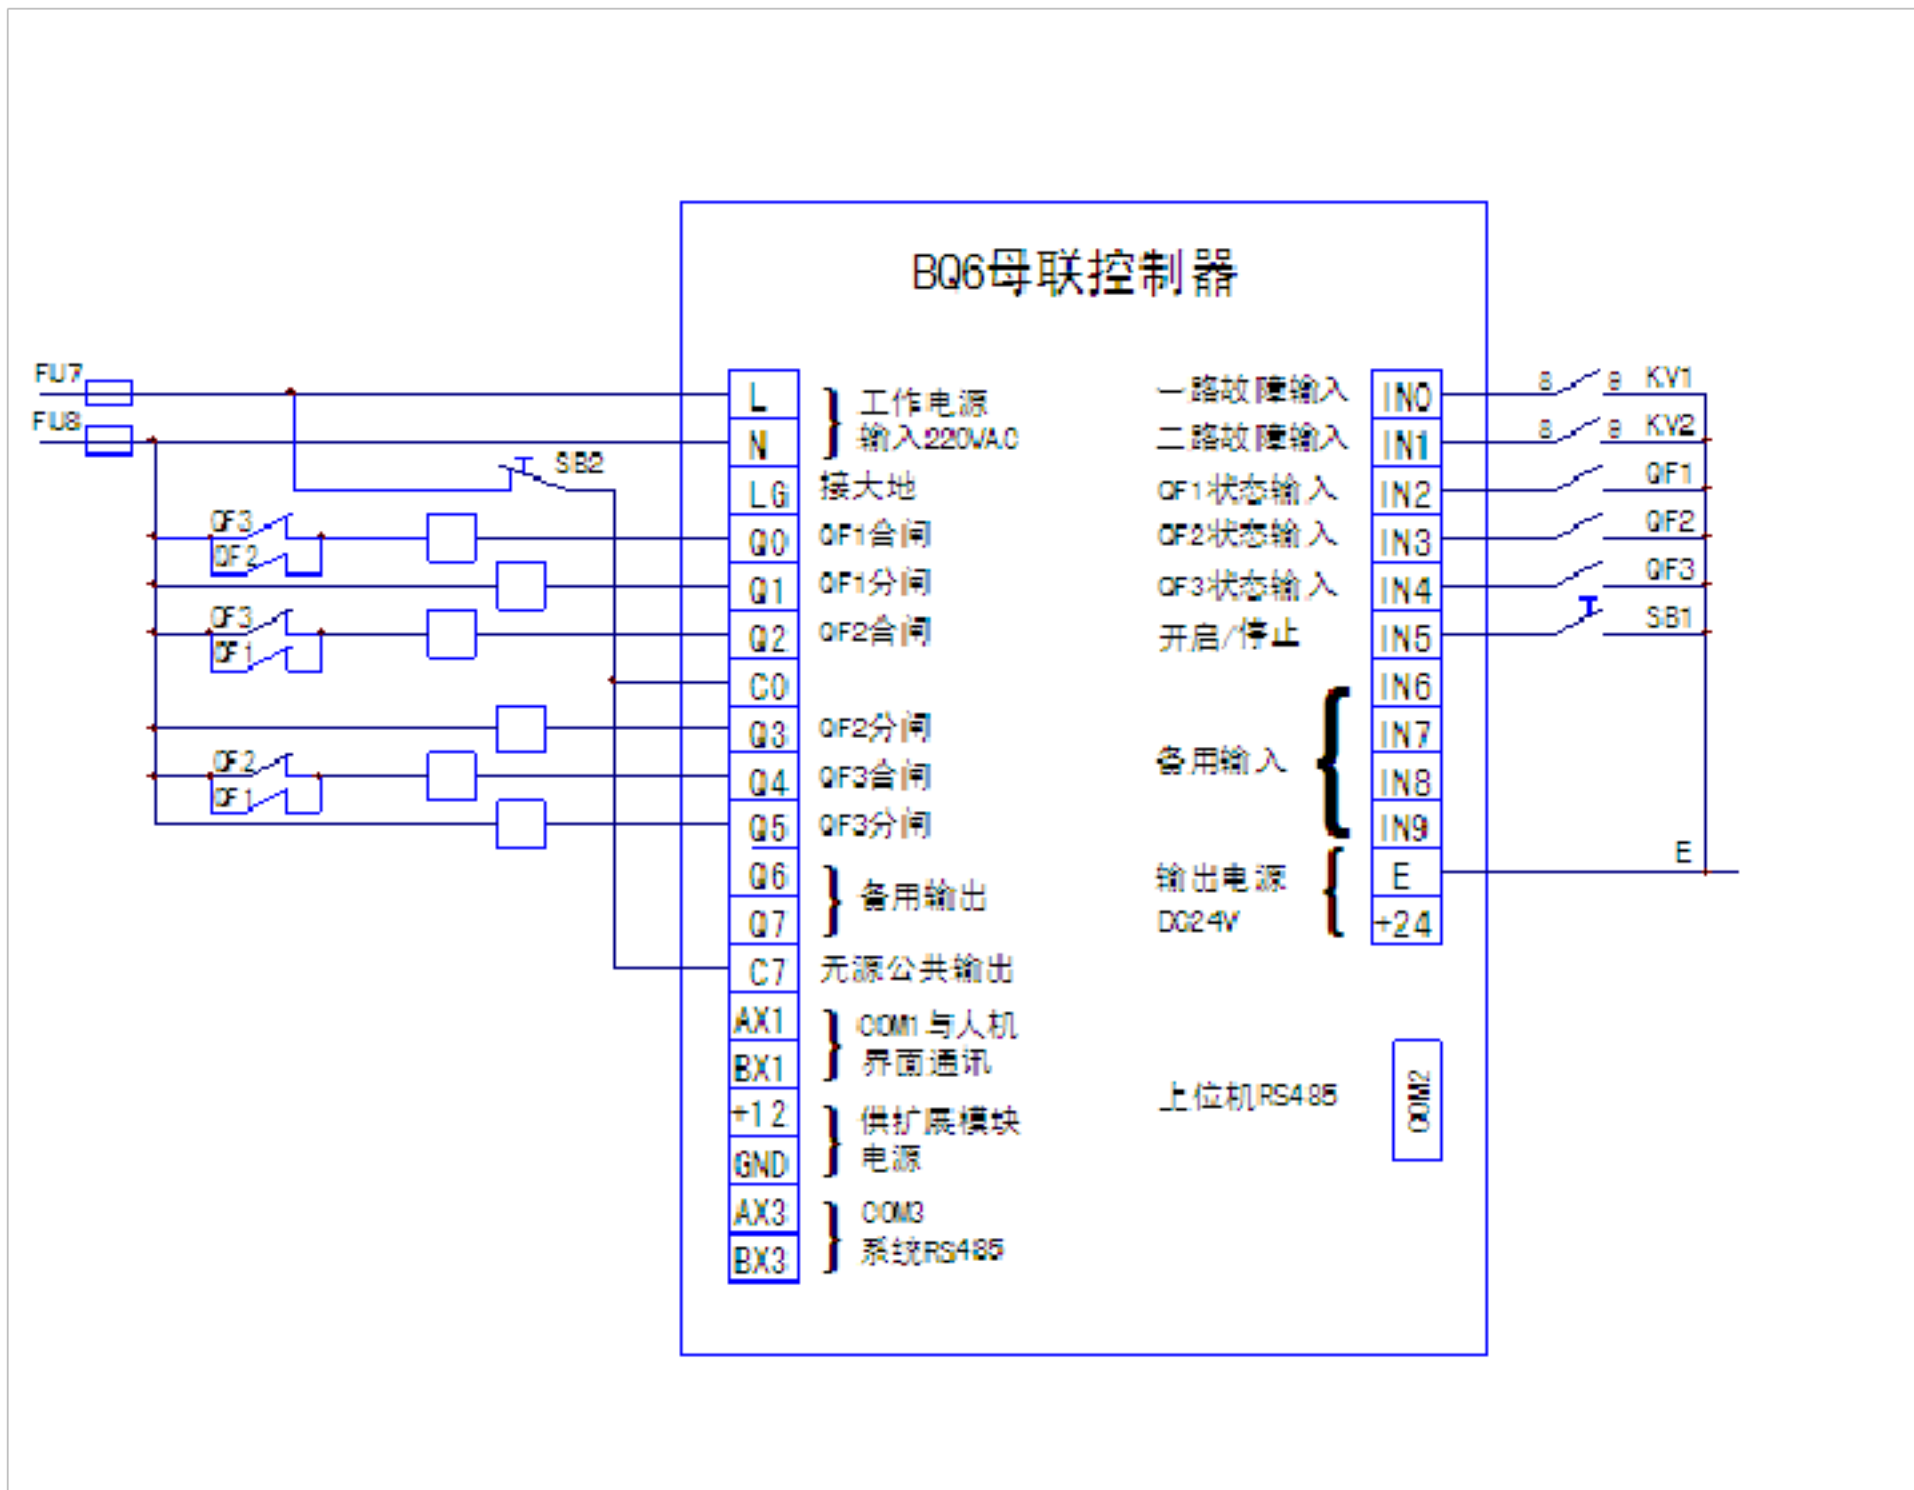 BQ6母联控制器
FU7
FU8
SB2
QF3
QF2
QF3
QF1
QF2
QF1
L
N
LG
Q0
Q1
Q2
C0
Q3
Q4
Q5
Q6
Q7
C7
AX1
BX1
+12
GND
AX3
BX3
工作电源
输入220VAC
接大地
QF1合闸
QF1分闸
QF2合闸
QF2分闸
QF3合闸
QF3分闸
备用输出
无源公共输出
COM1与人机
界面通讯
供扩展模块
电源
COM3
系统RS485
一路故障输入
二路故障输入
QF1状态输入
QF2状态输入
QF3状态输入
开启/停止
备用输入
输出电源
DC24V
上位机RS485
IN0
IN1
IN2
IN3
IN4
IN5
IN6
IN7
IN8
IN9
E
+24
COM2
8 9 KV1
8 9 KV2
QF1
QF2
QF3
SB1
E